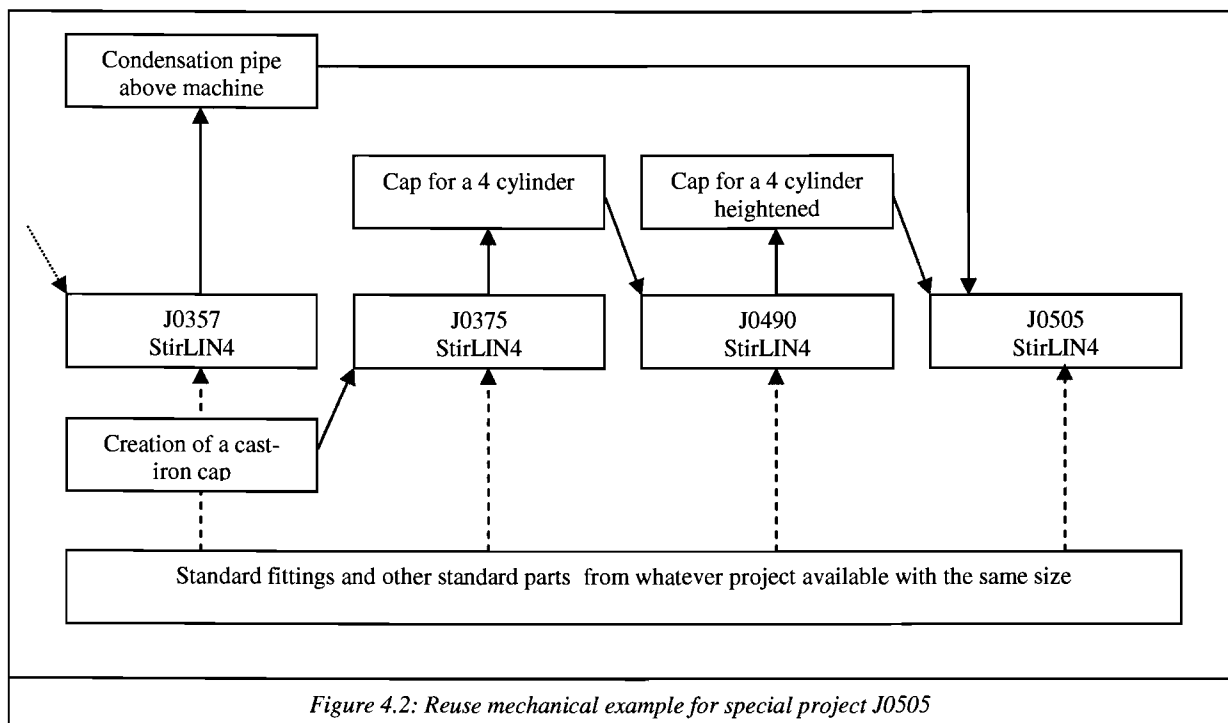 Condensation pipe
above machine
Cap for a 4 cylinder
Cap for a 4 cylinder
heightened
J0357
StirLIN4
J0375
StirLIN4
J0490
StirLIN4
J0505
StirLIN4
Creation of a cast-
iron cap
Standard fittings and other standard parts from whatever project available with the same size
Figure 4.2: Reuse mechanical example for special project J0505